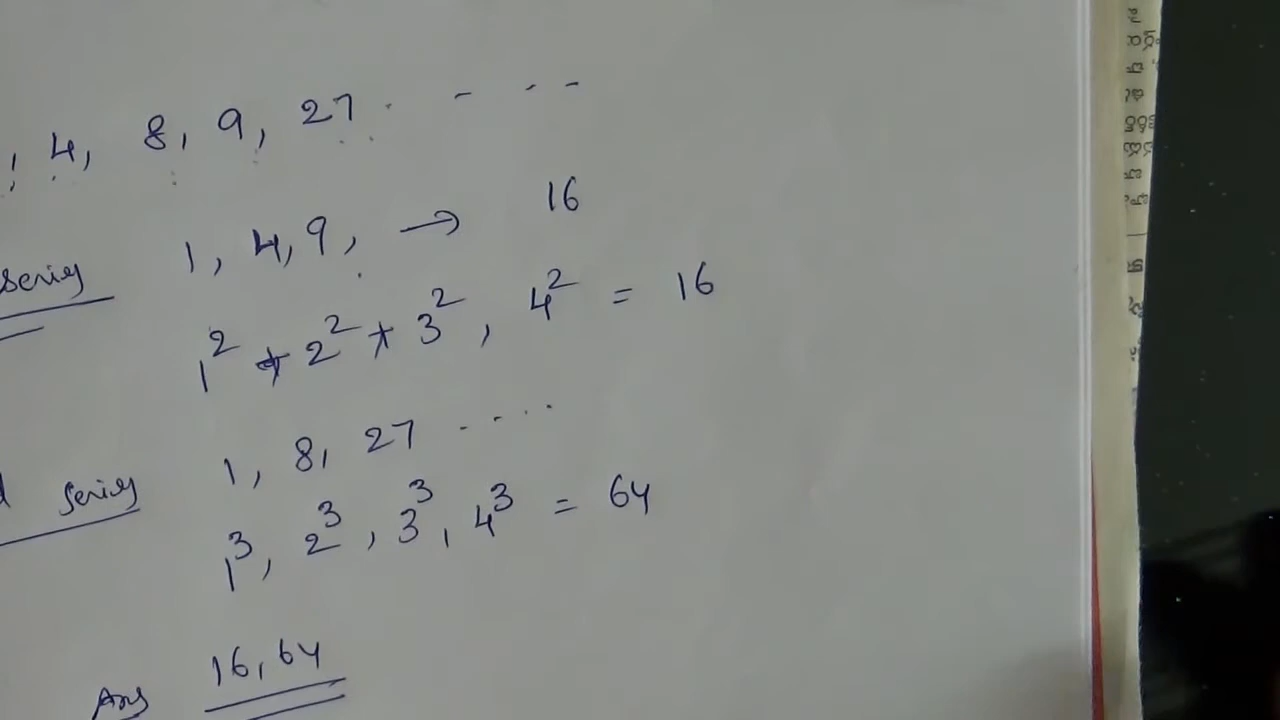 , 4, 8, 9, 27 . - - -
series 1, 4, 9, → 16
1² + 2² + 3², 4² = 16
series 1, 8, 27 ....
1³, 2³, 3³, 4³ = 64
Ans 16, 64